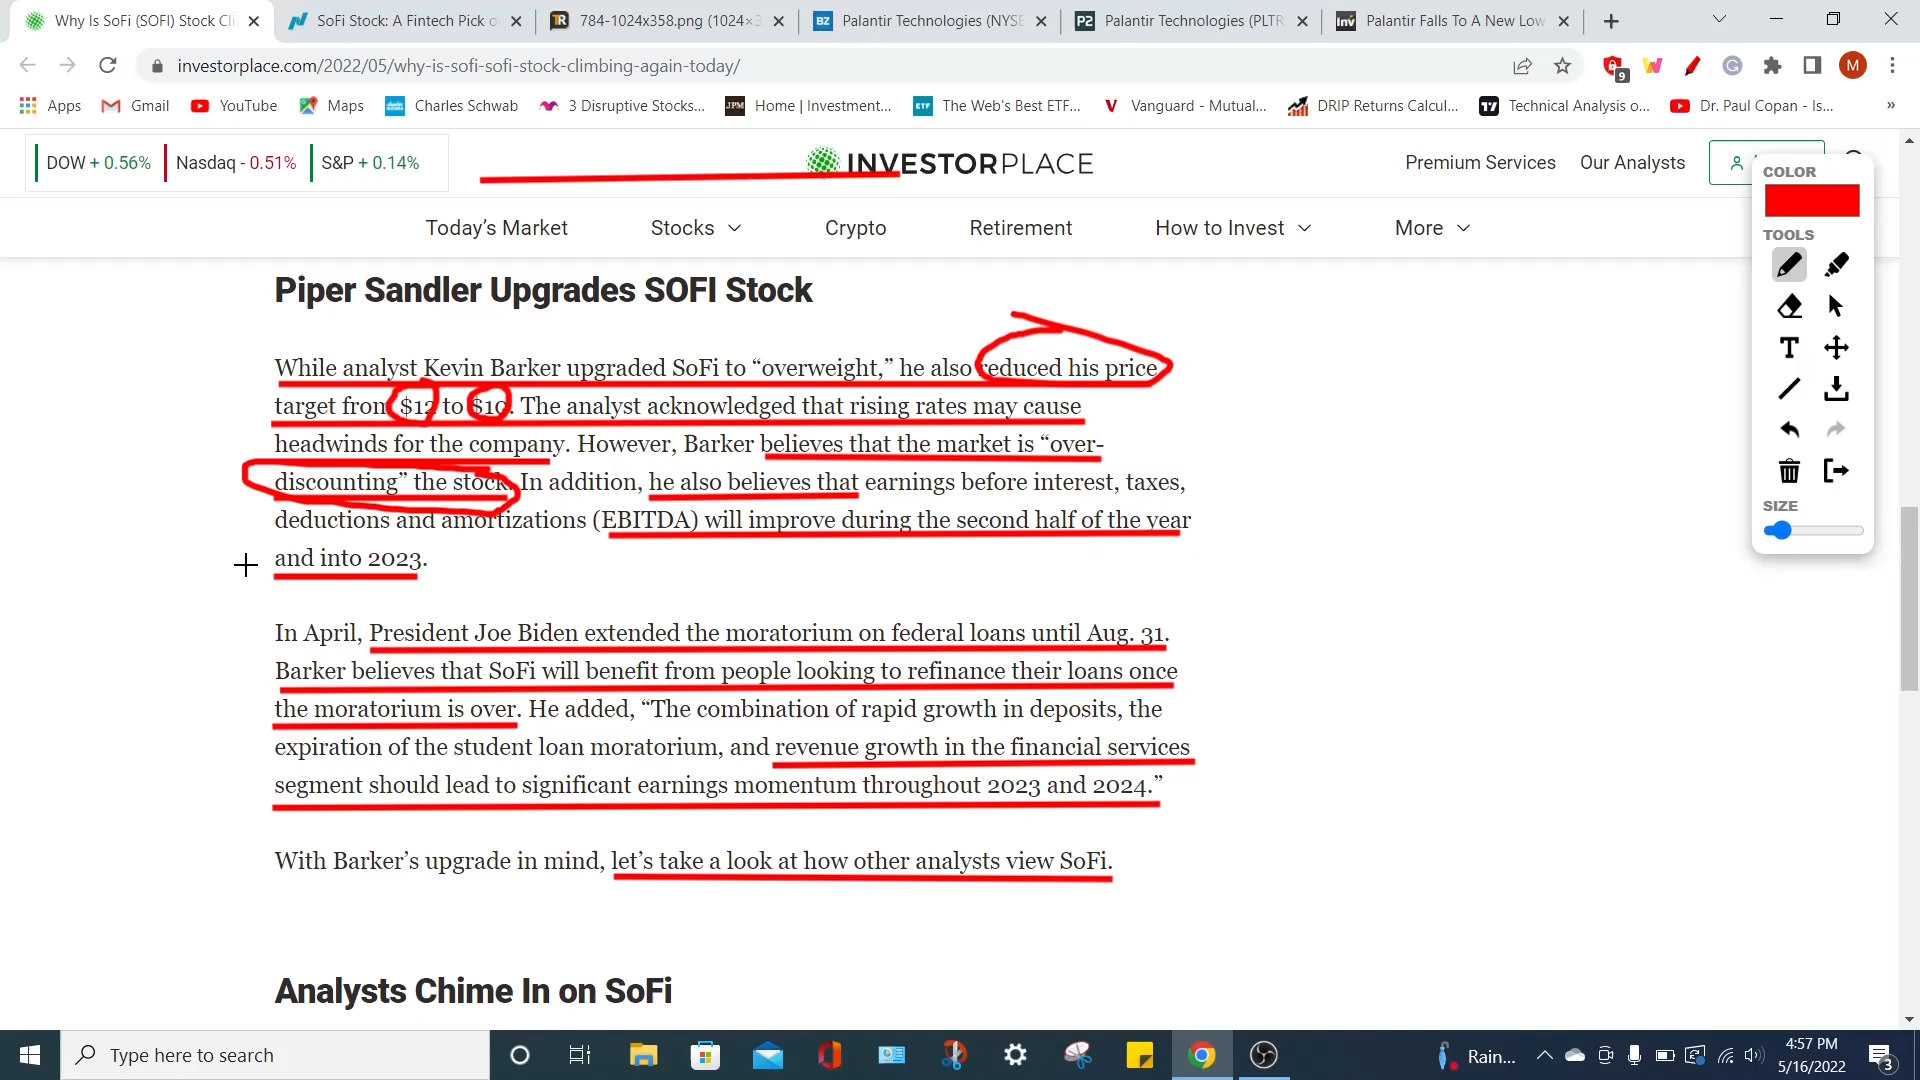 Why Is SoFi (SOFI) Stock Cli
SoFi Stock: A Fintech Pick o
784-1024x358.png (1024×3
Palantir Technologies (NYSE
Palantir Technologies (PLTR
Palantir Falls To A New Low
investorplace.com/2022/05/why-is-sofi-sofi-stock-climbing-again-today/
9
M
Apps
Gmail
YouTube
Maps
Charles Schwab
3 Disruptive Stocks...
Home | Investment...
The Web's Best ETF...
Vanguard - Mutual...
DRIP Returns Calcul...
Technical Analysis o...
Dr. Paul Copan - Is...
»
DOW + 0.56%
Nasdaq - 0.51%
S&P + 0.14%
INVESTORPLACE
Premium Services
Our Analysts
Today’s Market
Stocks
Crypto
Retirement
How to Invest
More
COLOR
TOOLS
SIZE
Piper Sandler Upgrades SOFI Stock
While analyst Kevin Barker upgraded SoFi to “overweight,” he also reduced his price
target from $12 to $10. The analyst acknowledged that rising rates may cause
headwinds for the company. However, Barker believes that the market is “over-
discounting” the stock. In addition, he also believes that earnings before interest, taxes,
deductions and amortizations (EBITDA) will improve during the second half of the year
and into 2023.
In April, President Joe Biden extended the moratorium on federal loans until Aug. 31.
Barker believes that SoFi will benefit from people looking to refinance their loans once
the moratorium is over. He added, “The combination of rapid growth in deposits, the
expiration of the student loan moratorium, and revenue growth in the financial services
segment should lead to significant earnings momentum throughout 2023 and 2024.”
With Barker’s upgrade in mind, let’s take a look at how other analysts view SoFi.
Analysts Chime In on SoFi
Type here to search
Rain...
4:57 PM
5/16/2022
3